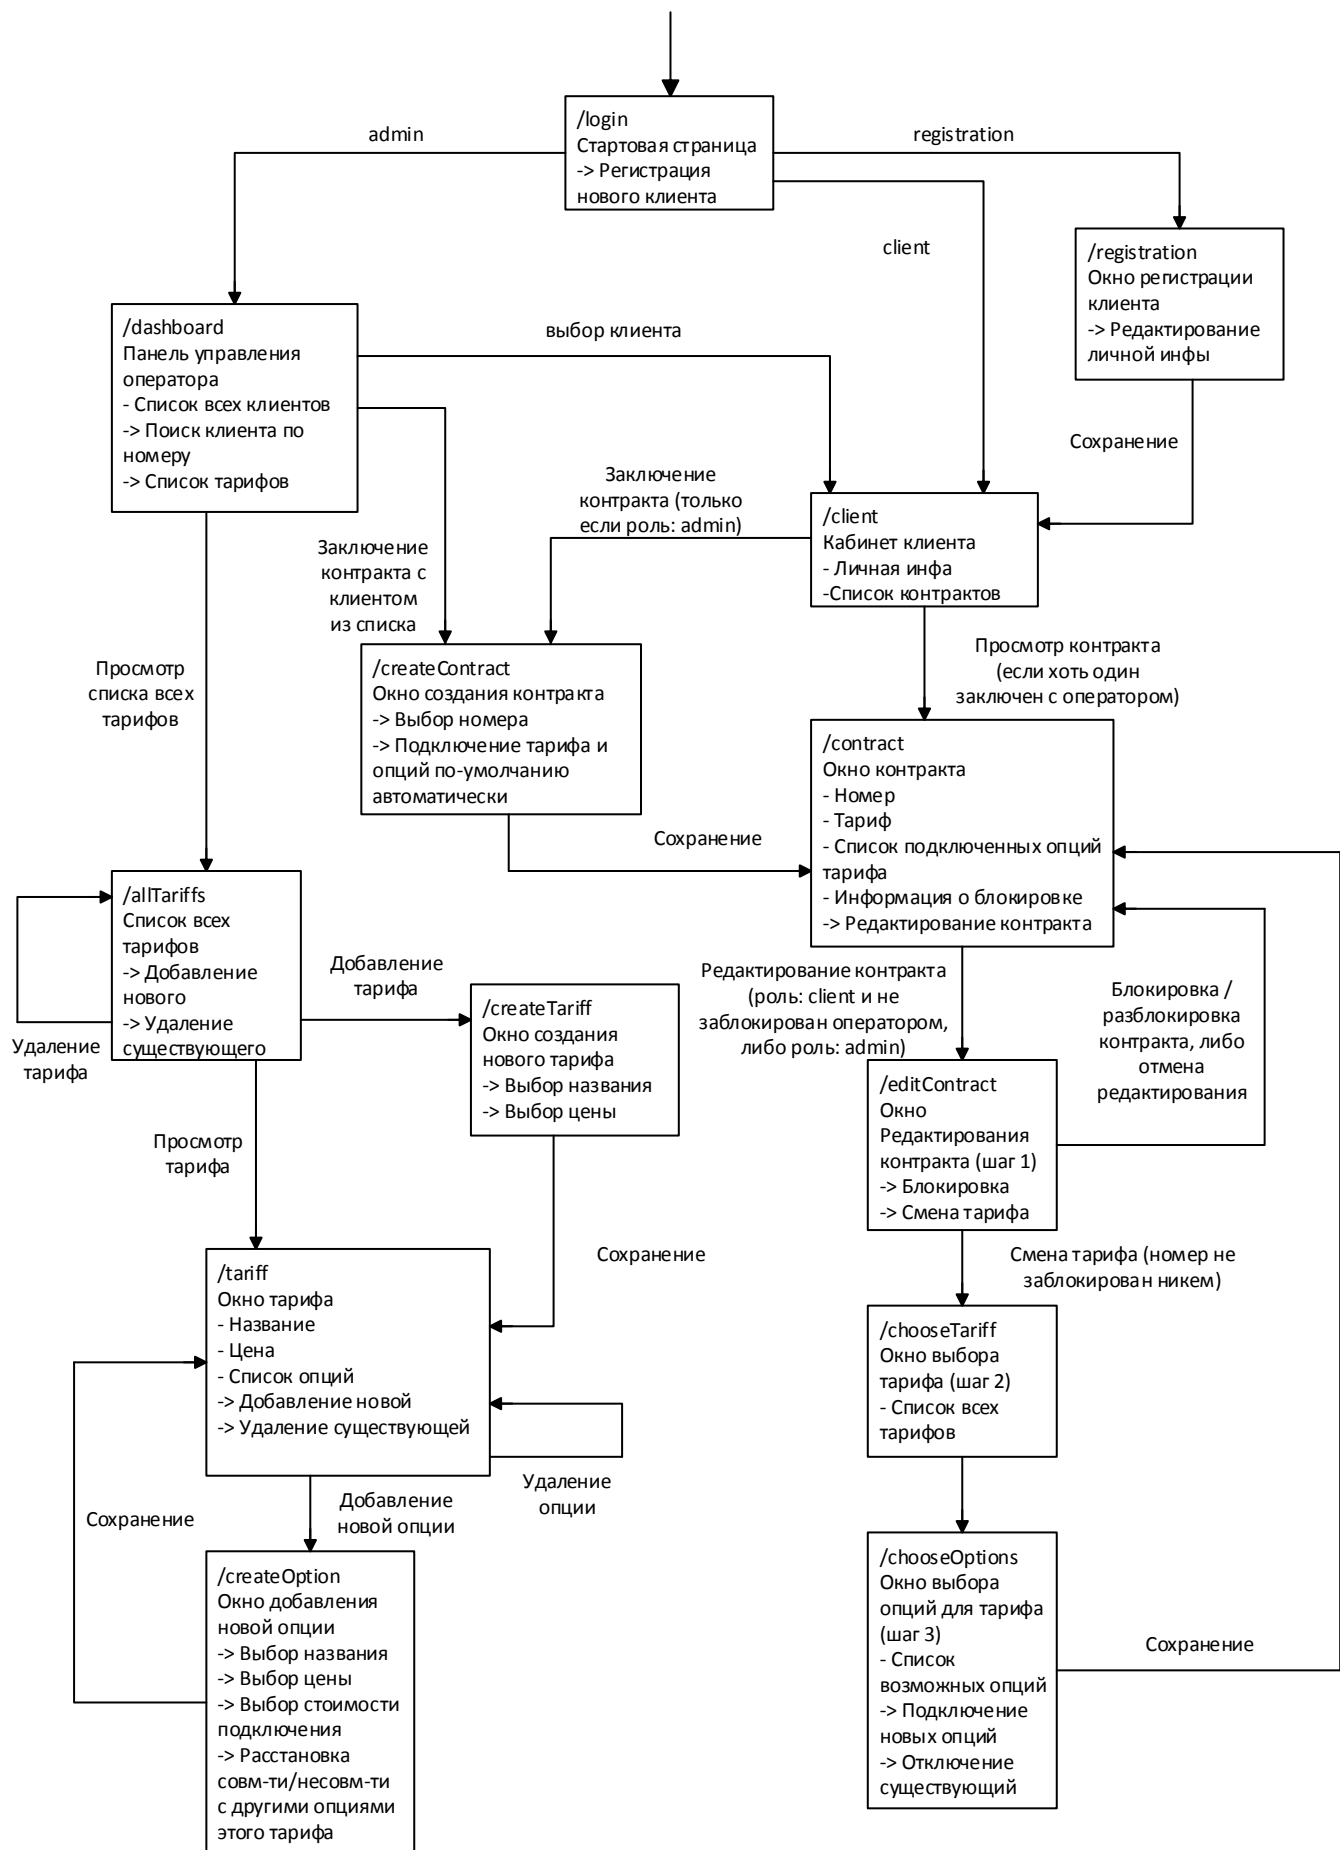 admin
registration
/login
Стартовая страница
-> Регистрация
нового клиента
client
/registration
Окно регистрации
клиента
-> Редактирование
личной инфы
/dashboard
Панель управления
оператора
- Список всех клиентов
-> Поиск клиента по
номеру
-> Список тарифов
выбор клиента
Сохранение
Заключение
контракта (только
если роль: admin)
/client
Кабинет клиента
- Личная инфа
-Список контрактов
Заключение
контракта с
клиентом
из списка
Просмотр
списка всех
тарифов
/createContract
Окно создания контракта
-> Выбор номера
-> Подключение тарифа и
опций по-умолчанию
автоматически
Просмотр контракта
(если хоть один
заключен с оператором)
Сохранение
/contract
Окно контракта
- Номер
- Тариф
- Список подключенных опций
тарифа
- Информация о блокировке
-> Редактирование контракта
/allTariffs
Список всех
тарифов
-> Добавление
нового
-> Удаление
существующего
Удаление
тарифа
Добавление
тарифа
/createTariff
Окно создания
нового тарифа
-> Выбор названия
-> Выбор цены
Редактирование контракта
(роль: client и не
заблокирован оператором,
либо роль: admin)
Блокировка /
разблокировка
контракта, либо
отмена
редактирования
/editContract
Окно
Редактирования
контракта (шаг 1)
-> Блокировка
-> Смена тарифа
Просмотр
тарифа
Сохранение
Смена тарифа (номер не
заблокирован никем)
/tariff
Окно тарифа
- Название
- Цена
- Список опций
-> Добавление новой
-> Удаление существующей
/chooseTariff
Окно выбора
тарифа (шаг 2)
- Список всех
тарифов
Удаление
опции
Сохранение
Добавление
новой опции
/createOption
Окно добавления
новой опции
-> Выбор названия
-> Выбор цены
-> Выбор стоимости
подключения
-> Расстановка
совм-ти/несовм-ти
с другими опциями
этого тарифа
/chooseOptions
Окно выбора
опций для тарифа
(шаг 3)
- Список
возможных опций
-> Подключение
новых опций
-> Отключение
существующий
Сохранение